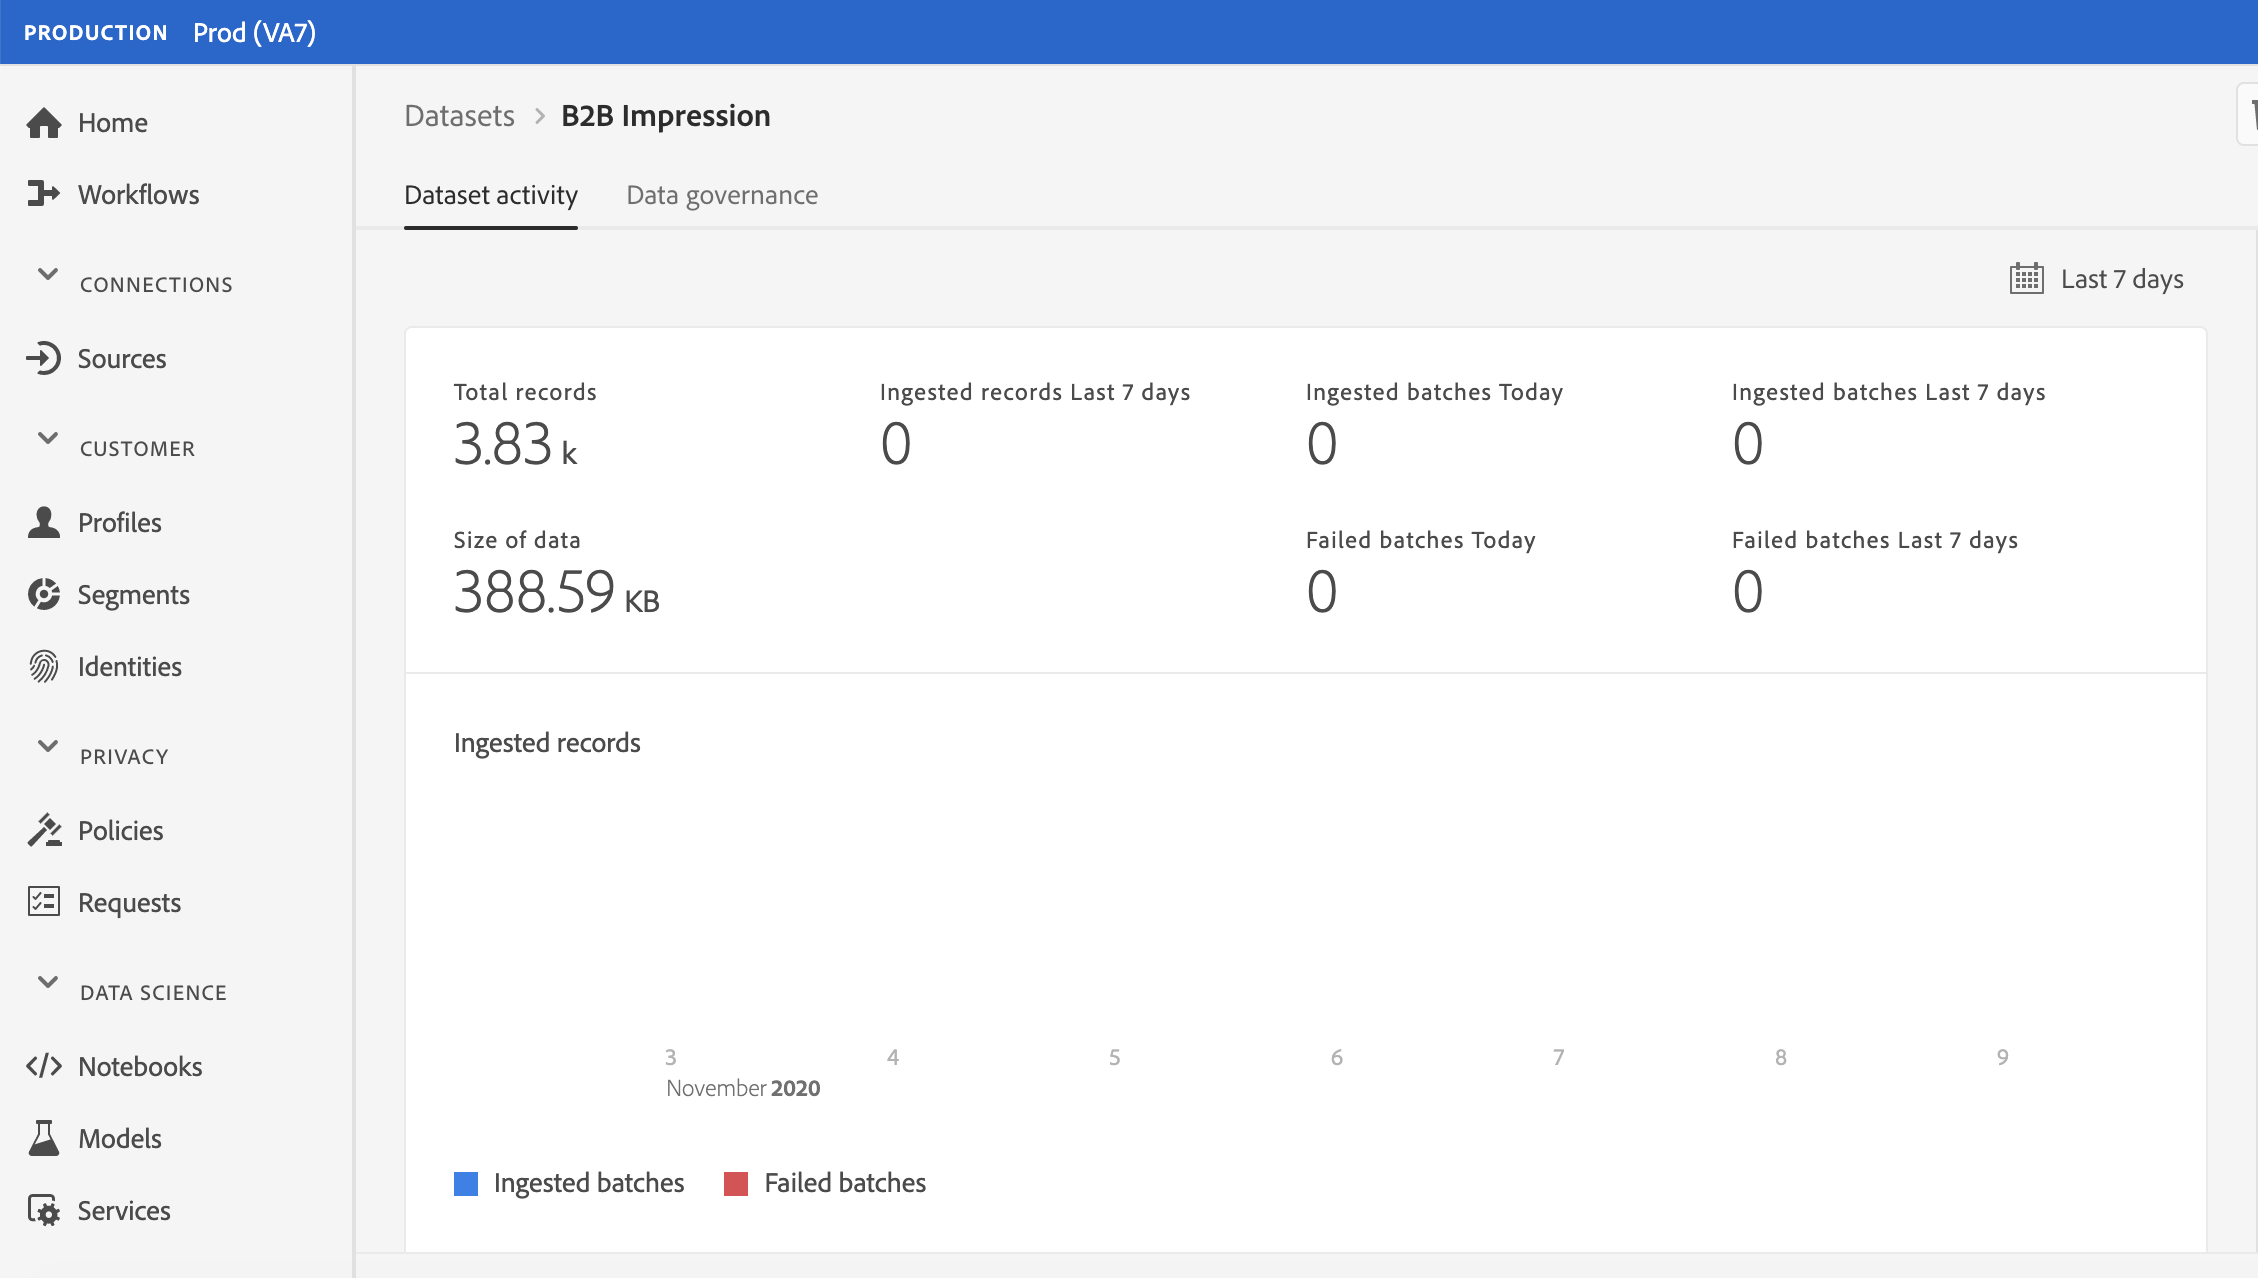 PRODUCTION Prod (VA7)
Home
Workflows
CONNECTIONS
Sources
CUSTOMER
Profiles
Segments
Identities
PRIVACY
Policies
Requests
DATA SCIENCE
Notebooks
Models
Services
Datasets > B2B Impression
Dataset activity Data governance
Last 7 days
Total records
3.83 k
Ingested records Last 7 days
0
Ingested batches Today
0
Ingested batches Last 7 days
0
Size of data
388.59 KB
Failed batches Today
0
Failed batches Last 7 days
0
Ingested records
3 4 5 6 7 8 9
November 2020
Ingested batches Failed batches